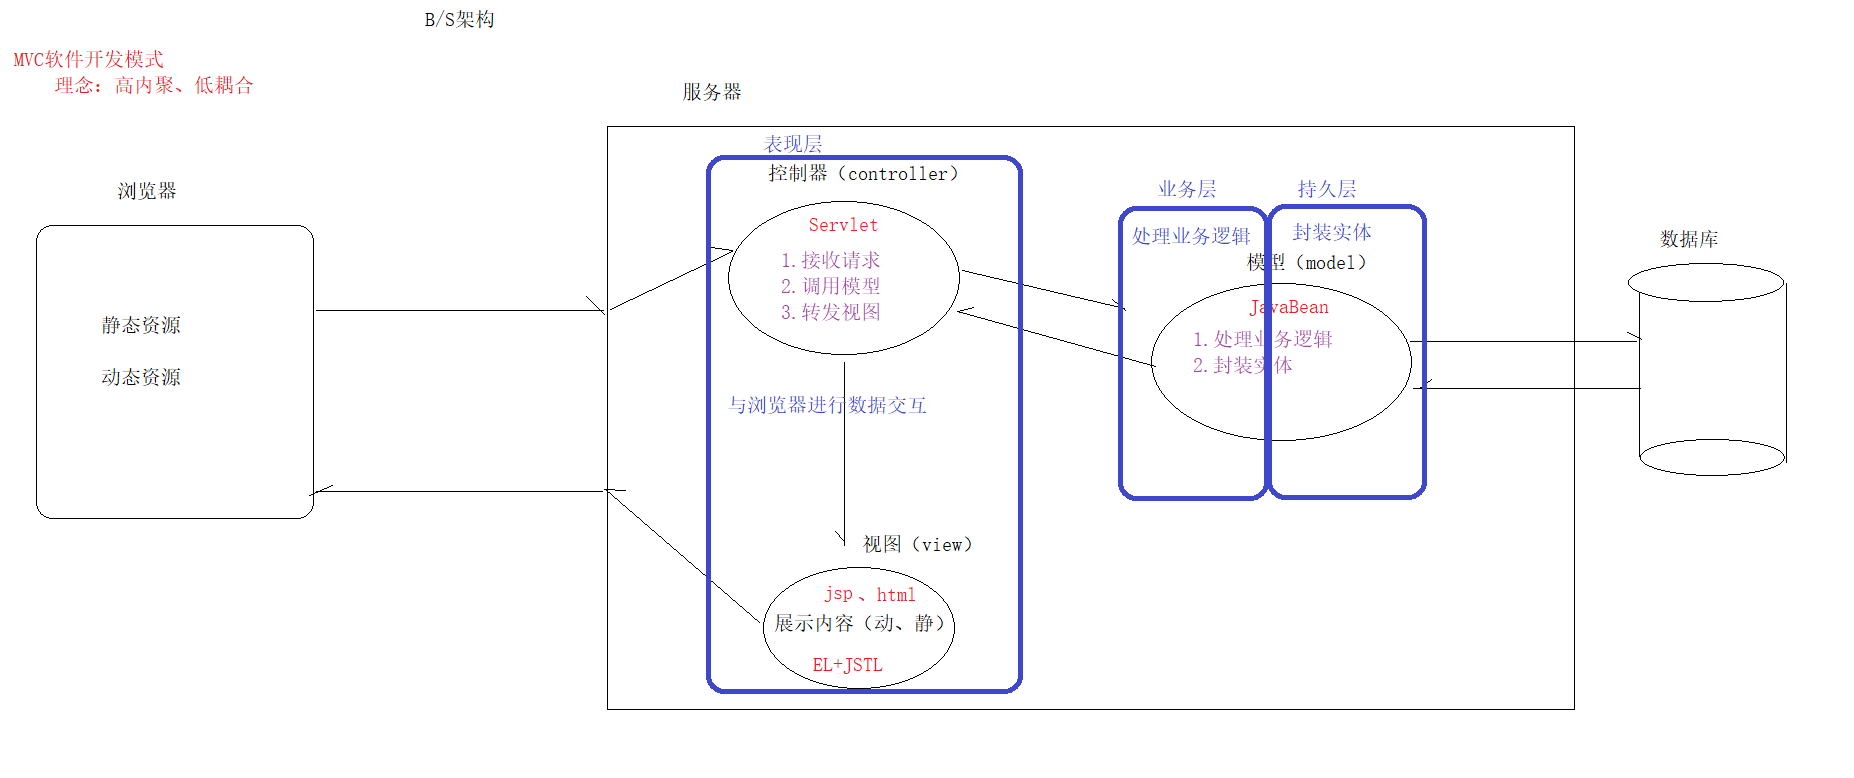 B/S架构
MVC软件开发模式
理念：高内聚、低耦合
服务器
浏览器
静态资源
动态资源
表现层
控制器（controller）
Servlet
1.接收请求
2.调用模型
3.转发视图
与浏览器进行数据交互
视图（view）
jsp、html
展示内容（动、静）
EL+JSTL
业务层
处理业务逻辑
持久层
封装实体
模型（model）
JavaBean
1.处理业务逻辑
2.封装实体
数据库